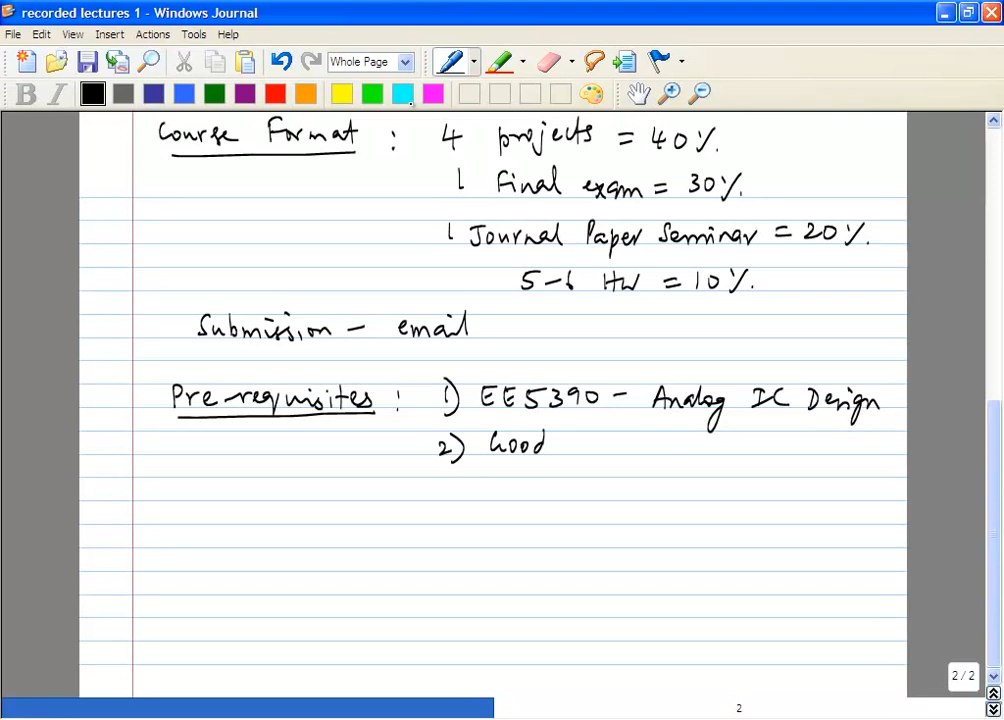 recorded lectures 1 - Windows Journal
File Edit View Insert Actions Tools Help
Whole Page
B I
Course Format : 4 projects = 40%.
1 Final exam = 30%.
1 Journal Paper Seminar = 20%.
5-6 HW = 10%.
Submission - email
Pre-requisites : 1) EE5390 - Analog IC Design
2) Good
2 / 2
2